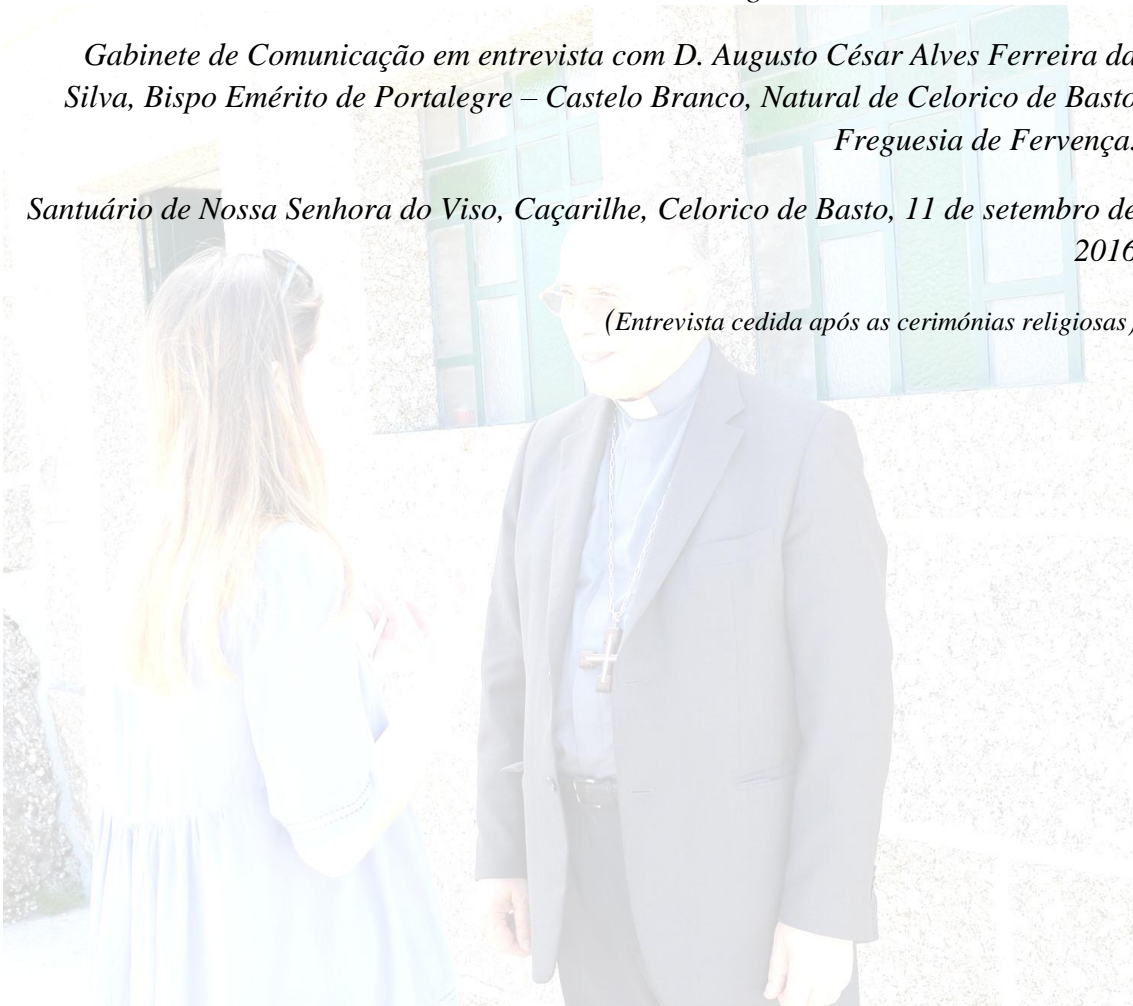 Gabinete de Comunicação em entrevista com D. Augusto César Alves Ferreira da
Silva, Bispo Emérito de Portalegre – Castelo Branco, Natural de Celorico de Basto
Freguesia de Fervença.
Santuário de Nossa Senhora do Viso, Caçarilhe, Celorico de Basto, 11 de setembro de
2016
(Entrevista cedida após as cerimónias religiosas)